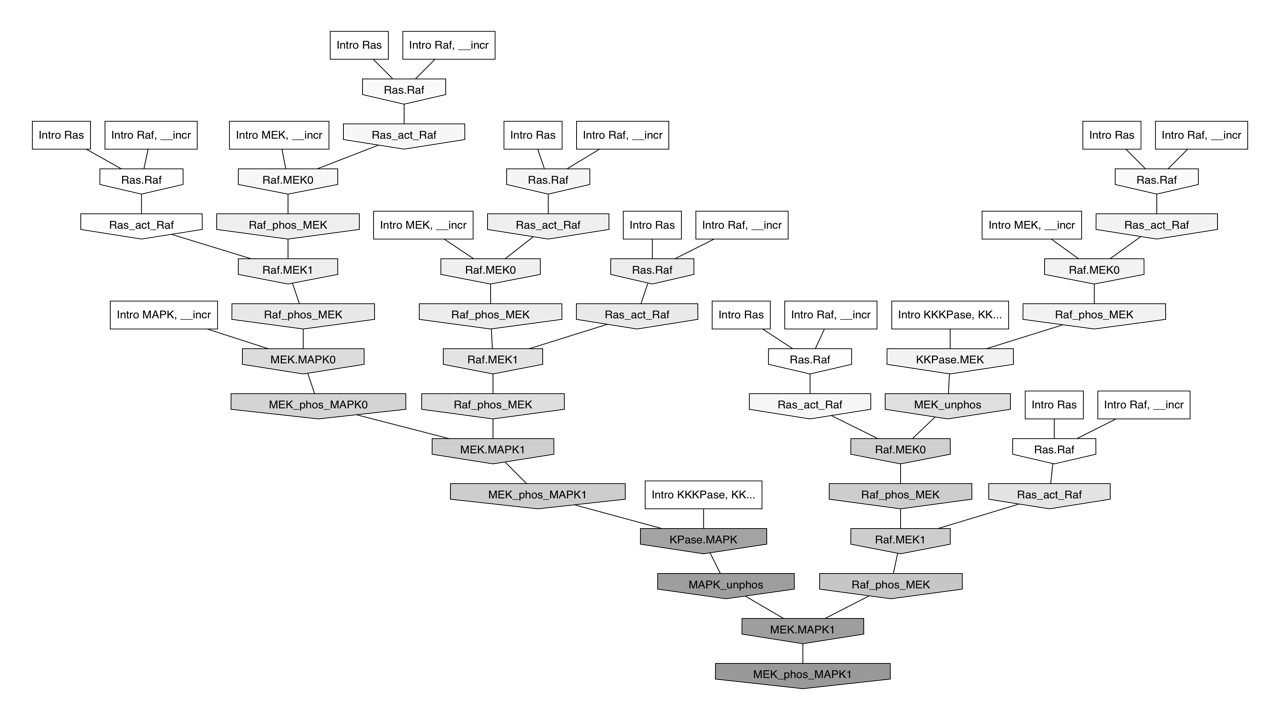 Intro Ras
Intro Raf, __incr
Ras.Raf
Intro Ras
Intro Raf, __incr
Intro MEK, __incr
Ras_act_Raf
Intro Ras
Intro Raf, __incr
Intro Ras
Intro Raf, __incr
Ras.Raf
Raf.MEK0
Ras.Raf
Ras.Raf
Ras_act_Raf
Raf_phos_MEK
Intro MEK, __incr
Ras_act_Raf
Intro Ras
Intro Raf, __incr
Intro MEK, __incr
Ras_act_Raf
Raf.MEK1
Raf.MEK0
Ras.Raf
Raf.MEK0
Intro MAPK, __incr
Raf_phos_MEK
Raf_phos_MEK
Ras_act_Raf
Intro Ras
Intro Raf, __incr
Intro KKKPase, KK...
Raf_phos_MEK
MEK.MAPK0
Raf.MEK1
Ras.Raf
KKPase.MEK
MEK_phos_MAPK0
Raf_phos_MEK
Ras_act_Raf
MEK_unphos
Intro Ras
Intro Raf, __incr
MEK.MAPK1
Raf.MEK0
Ras.Raf
MEK_phos_MAPK1
Intro KKKPase, KK...
Raf_phos_MEK
Ras_act_Raf
KPase.MAPK
Raf.MEK1
MAPK_unphos
Raf_phos_MEK
MEK.MAPK1
MEK_phos_MAPK1